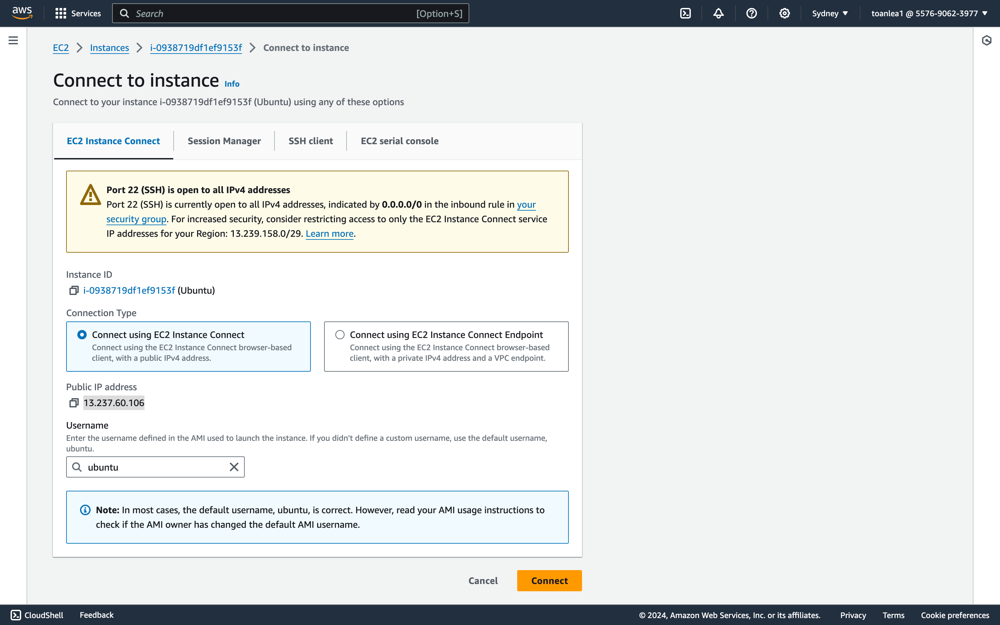 aws
Services
Search
[Option+S]
Sydney
toanlea1 @ 5576-9062-3977
EC2
Instances
i-0938719df1ef9153f
Connect to instance
Connect to instance
Info
Connect to your instance i-0938719df1ef9153f (Ubuntu) using any of these options
EC2 Instance Connect
Session Manager
SSH client
EC2 serial console
Port 22 (SSH) is open to all IPv4 addresses
Port 22 (SSH) is currently open to all IPv4 addresses, indicated by 0.0.0.0/0 in the inbound rule in your
security group. For increased security, consider restricting access to only the EC2 Instance Connect service
IP addresses for your Region: 13.239.158.0/29. Learn more.
Instance ID
i-0938719df1ef9153f (Ubuntu)
Connection Type
Connect using EC2 Instance Connect
Connect using the EC2 Instance Connect browser-based
client, with a public IPv4 address.
Connect using EC2 Instance Connect Endpoint
Connect using the EC2 Instance Connect browser-based
client, with a private IPv4 address and a VPC endpoint.
Public IP address
13.237.60.106
Username
Enter the username defined in the AMI used to launch the instance. If you didn't define a custom username, use the default username,
ubuntu.
ubuntu
Note: In most cases, the default username, ubuntu, is correct. However, read your AMI usage instructions to
check if the AMI owner has changed the default AMI username.
Cancel
Connect
CloudShell
Feedback
© 2024, Amazon Web Services, Inc. or its affiliates.
Privacy
Terms
Cookie preferences